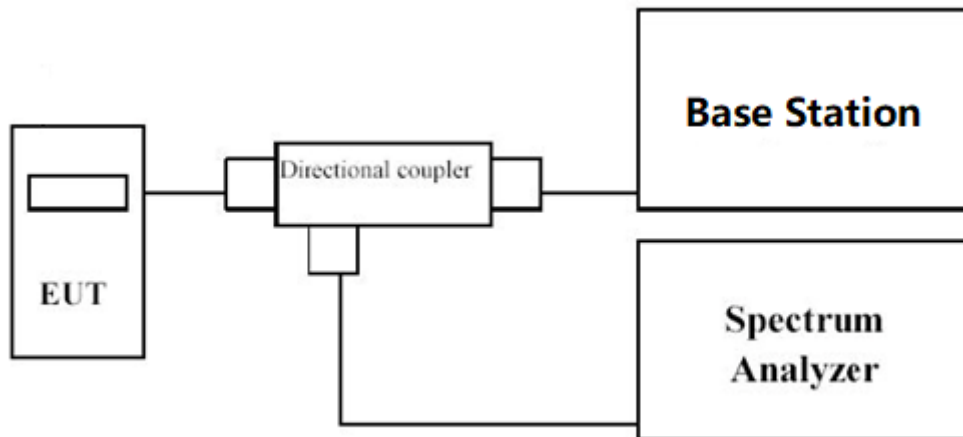 Base Station
Directional coupler
EUT
Spectrum
Analyzer